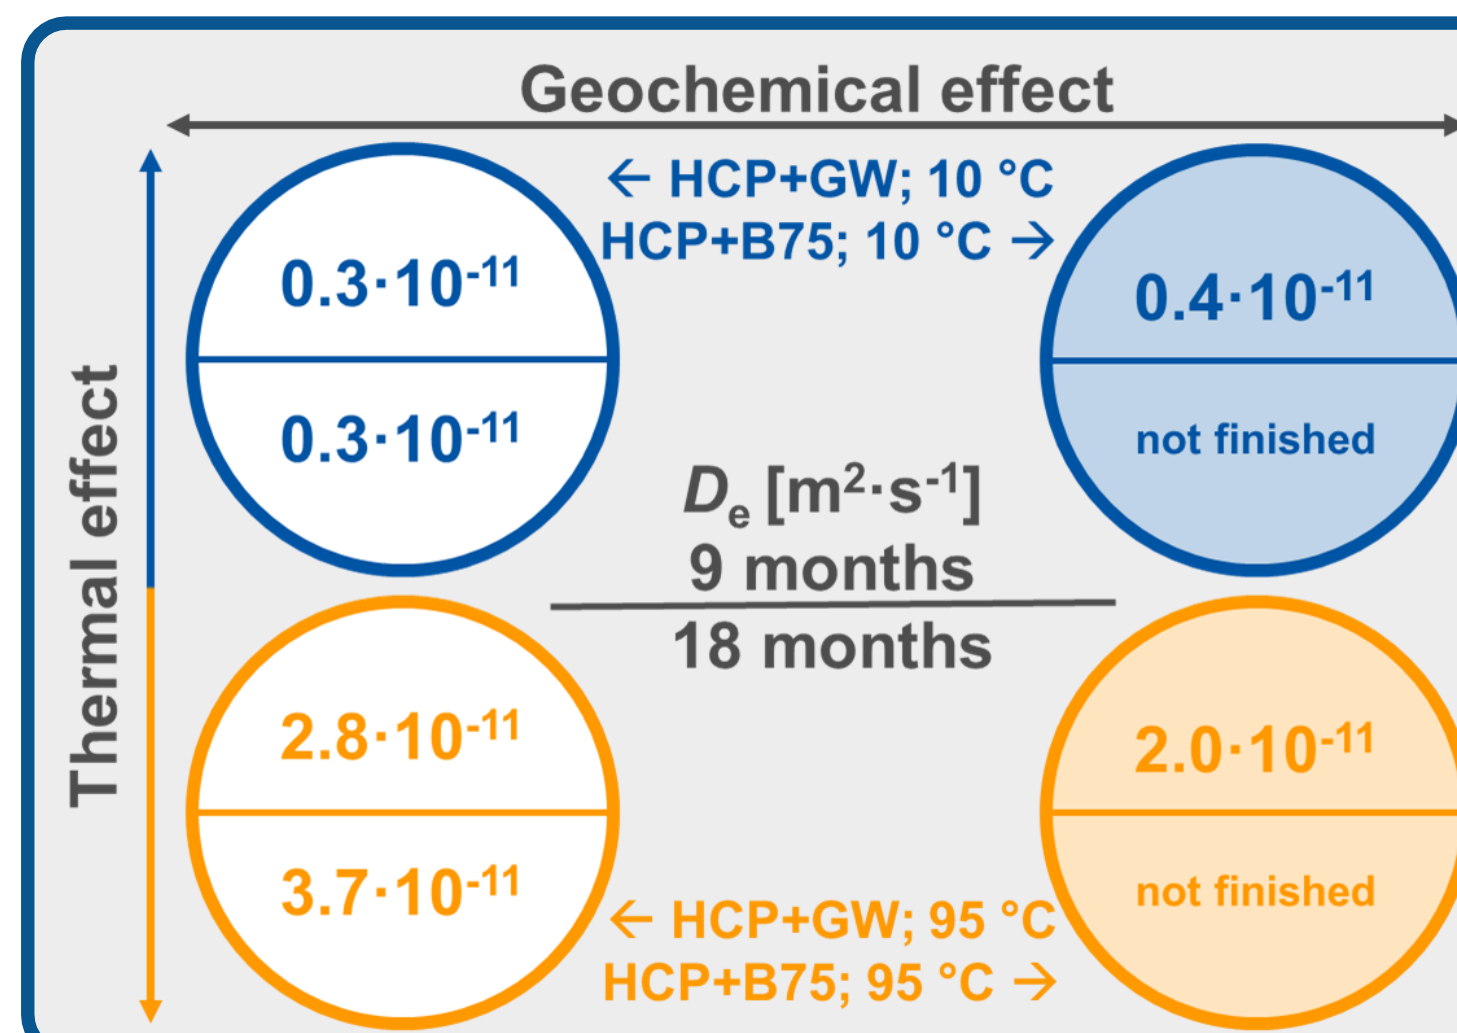 Geochemical effect
Thermal effect
← HCP+GW; 10 °C
HCP+B75; 10 °C →
0.3·10⁻¹¹
0.3·10⁻¹¹
0.4·10⁻¹¹
not finished
Dₑ [m²·s⁻¹]
9 months
18 months
2.8·10⁻¹¹
3.7·10⁻¹¹
2.0·10⁻¹¹
not finished
← HCP+GW; 95 °C
HCP+B75; 95 °C →